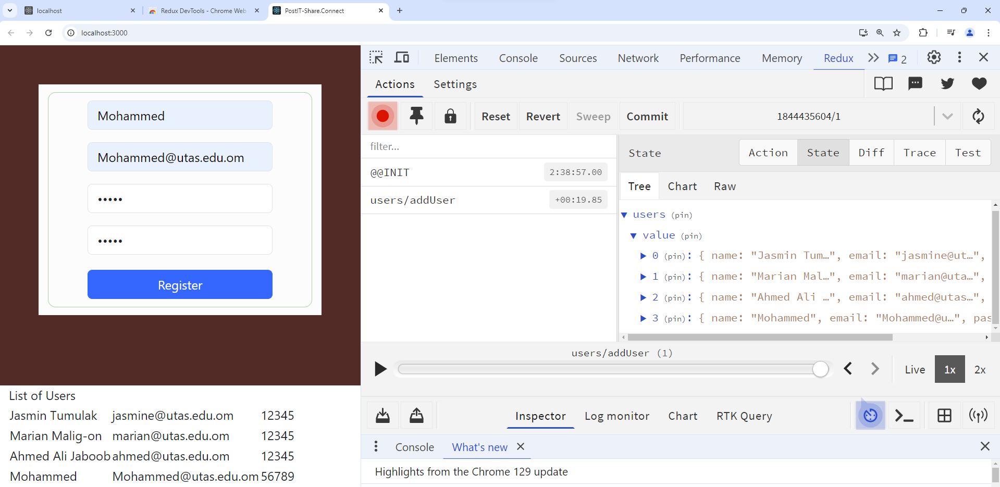 localhost
Redux DevTools - Chrome Web
PostIT-Share.Connect
localhost:3000
Mohammed
Mohammed@utas.edu.om
•••••
•••••
Register
List of Users
Jasmin Tumulak jasmine@utas.edu.om 12345
Marian Malig-on marian@utas.edu.om 12345
Ahmed Ali Jaboob ahmed@utas.edu.om 12345
Mohammed Mohammed@utas.edu.om 56789
Elements Console Sources Network Performance Memory Redux 2
Actions Settings
Reset Revert Sweep Commit 1844435604/1
filter...
@@INIT 2:38:57.00
users/addUser +00:19.85
State Action State Diff Trace Test
Tree Chart Raw
users (pin)
value (pin)
0 (pin): { name: "Jasmin Tum…", email: "jasmine@ut…",
1 (pin): { name: "Marian Mal…", email: "marian@uta…",
2 (pin): { name: "Ahmed Ali …", email: "ahmed@utas…",
3 (pin): { name: "Mohammed", email: "Mohammed@u…", pas
users/addUser (1)
Live 1x 2x
Inspector Log monitor Chart RTK Query
Console What's new
Highlights from the Chrome 129 update